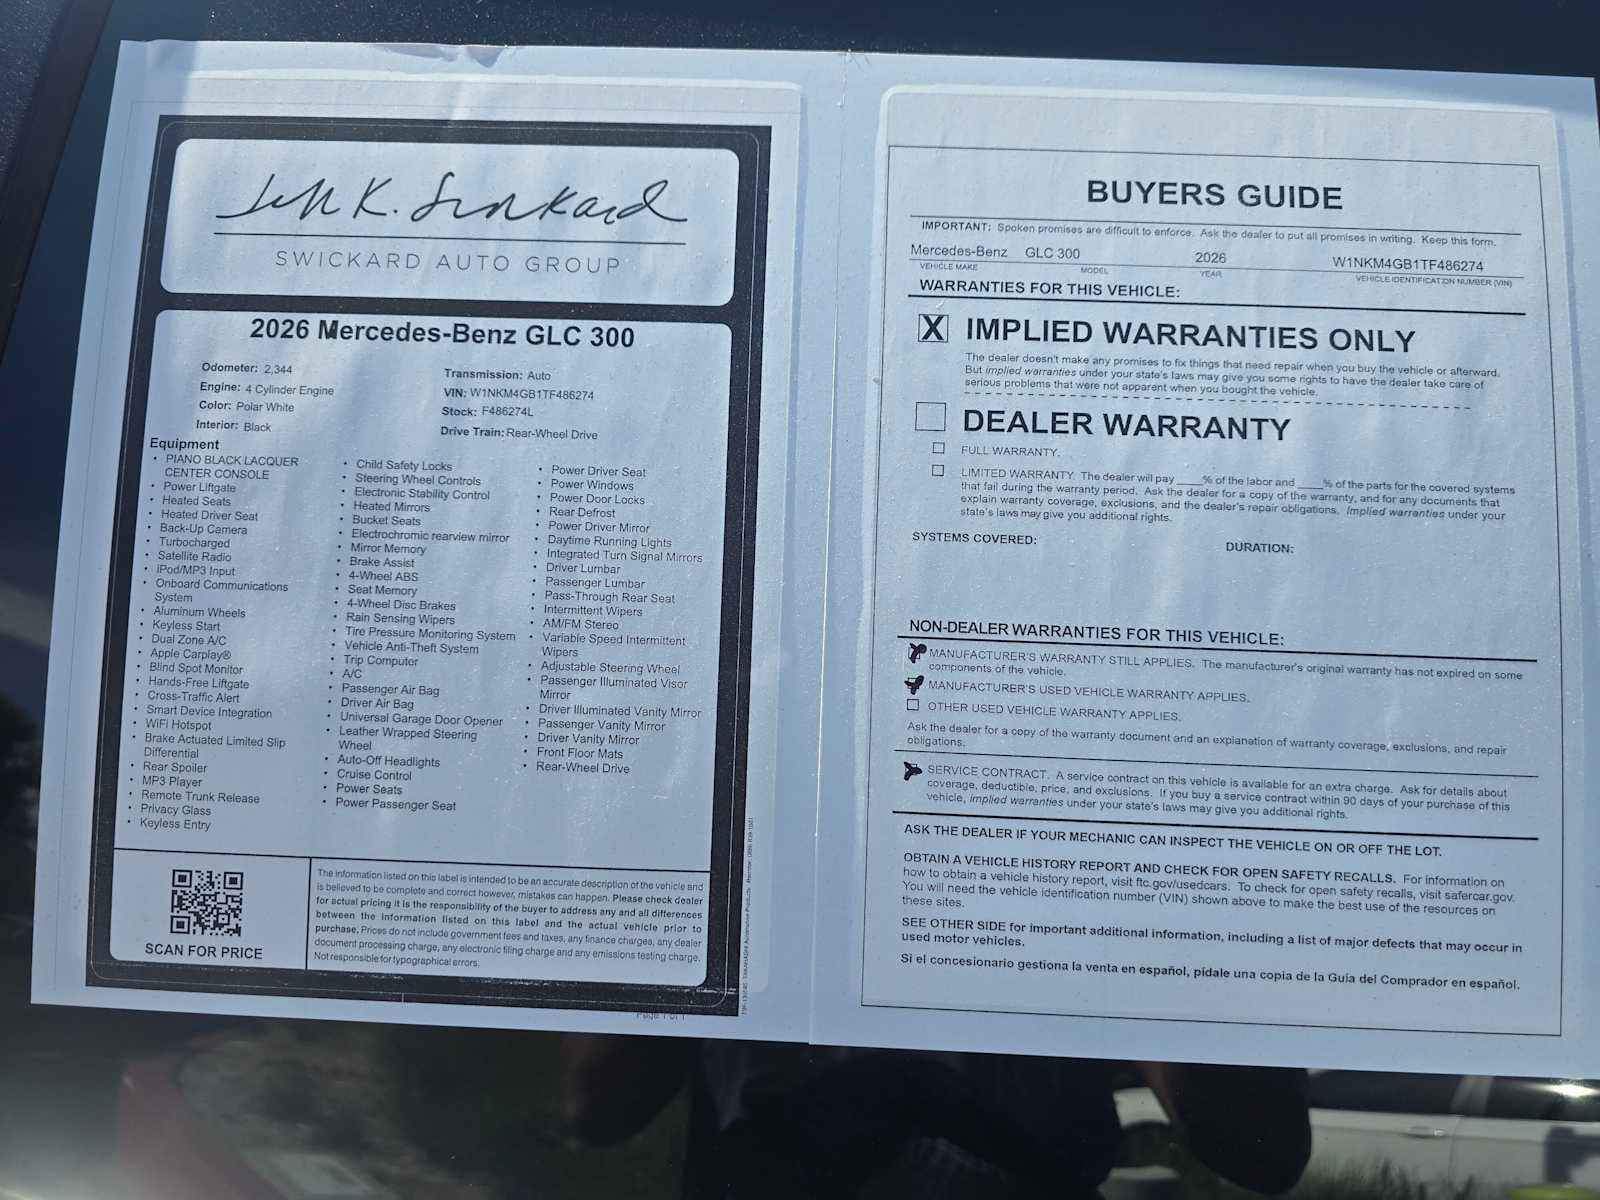 Jeff K. Swickard
SWICKARD AUTO GROUP
2026 Mercedes-Benz GLC 300
Odometer: 2,344
Engine: 4 Cylinder Engine
Color: Polar White
Interior: Black
Transmission: Auto
VIN: W1NKM4GB1TF486274
Stock: F486274L
Drive Train: Rear-Wheel Drive
Equipment
• PIANO BLACK LACQUER
CENTER CONSOLE
• Power Liftgate
• Heated Seats
• Heated Driver Seat
• Back-Up Camera
• Turbocharged
• Satellite Radio
• iPod/MP3 Input
• Onboard Communications
System
• Aluminum Wheels
• Keyless Start
• Dual Zone A/C
• Apple Carplay®
• Blind Spot Monitor
• Hands-Free Liftgate
• Cross-Traffic Alert
• Smart Device Integration
• WiFi Hotspot
• Brake Actuated Limited Slip
Differential
• Rear Spoiler
• MP3 Player
• Remote Trunk Release
• Privacy Glass
• Keyless Entry
• Child Safety Locks
• Steering Wheel Controls
• Electronic Stability Control
• Heated Mirrors
• Bucket Seats
• Electrochromic rearview mirror
• Mirror Memory
• Brake Assist
• 4-Wheel ABS
• Seat Memory
• 4-Wheel Disc Brakes
• Rain Sensing Wipers
• Tire Pressure Monitoring System
• Vehicle Anti-Theft System
• Trip Computer
• A/C
• Passenger Air Bag
• Driver Air Bag
• Universal Garage Door Opener
• Leather Wrapped Steering
Wheel
• Auto-Off Headlights
• Cruise Control
• Power Seats
• Power Passenger Seat
• Power Driver Seat
• Power Windows
• Power Door Locks
• Rear Defrost
• Power Driver Mirror
• Daytime Running Lights
• Integrated Turn Signal Mirrors
• Driver Lumbar
• Passenger Lumbar
• Pass-Through Rear Seat
• Intermittent Wipers
• AM/FM Stereo
• Variable Speed Intermittent
Wipers
• Adjustable Steering Wheel
• Passenger Illuminated Visor
Mirror
• Driver Illuminated Vanity Mirror
• Passenger Vanity Mirror
• Driver Vanity Mirror
• Front Floor Mats
• Rear-Wheel Drive
SCAN FOR PRICE
The information listed on this label is intended to be an accurate description of the vehicle and
is believed to be complete and correct however, mistakes can happen. Please check dealer
for actual pricing it is the responsibility of the buyer to address any and all differences
between the information listed on this label and the actual vehicle prior to
purchase. Prices do not include government fees and taxes, any finance charges, any dealer
document processing charge, any electronic filing charge and any emissions testing charge.
Not responsible for typographical errors.
Page 1 of 1
BUYERS GUIDE
IMPORTANT: Spoken promises are difficult to enforce. Ask the dealer to put all promises in writing. Keep this form.
Mercedes-Benz GLC 300 2026 W1NKM4GB1TF486274
VEHICLE MAKE MODEL YEAR VEHICLE IDENTIFICATION NUMBER (VIN)
WARRANTIES FOR THIS VEHICLE:
X IMPLIED WARRANTIES ONLY
The dealer doesn't make any promises to fix things that need repair when you buy the vehicle or afterward.
But implied warranties under your state's laws may give you some rights to have the dealer take care of
serious problems that were not apparent when you bought the vehicle.
DEALER WARRANTY
FULL WARRANTY.
LIMITED WARRANTY. The dealer will pay ____% of the labor and ____% of the parts for the covered systems
that fail during the warranty period. Ask the dealer for a copy of the warranty, and for any documents that
explain warranty coverage, exclusions, and the dealer's repair obligations. Implied warranties under your
state's laws may give you additional rights.
SYSTEMS COVERED: DURATION:
NON-DEALER WARRANTIES FOR THIS VEHICLE:
MANUFACTURER'S WARRANTY STILL APPLIES. The manufacturer's original warranty has not expired on some
components of the vehicle.
MANUFACTURER'S USED VEHICLE WARRANTY APPLIES.
OTHER USED VEHICLE WARRANTY APPLIES.
Ask the dealer for a copy of the warranty document and an explanation of warranty coverage, exclusions, and repair
obligations.
SERVICE CONTRACT. A service contract on this vehicle is available for an extra charge. Ask for details about
coverage, deductible, price, and exclusions. If you buy a service contract within 90 days of your purchase of this
vehicle, implied warranties under your state's laws may give you additional rights.
ASK THE DEALER IF YOUR MECHANIC CAN INSPECT THE VEHICLE ON OR OFF THE LOT.
OBTAIN A VEHICLE HISTORY REPORT AND CHECK FOR OPEN SAFETY RECALLS. For information on
how to obtain a vehicle history report, visit ftc.gov/usedcars. To check for open safety recalls, visit safercar.gov.
You will need the vehicle identification number (VIN) shown above to make the best use of the resources on
these sites.
SEE OTHER SIDE for important additional information, including a list of major defects that may occur in
used motor vehicles.
Si el concesionario gestiona la venta en español, pídale una copia de la Guía del Comprador en español.